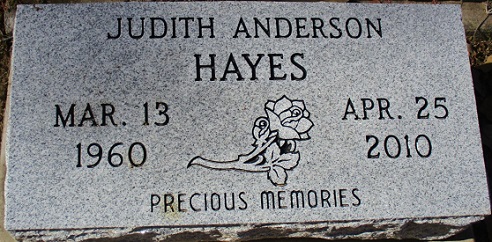 JUDITH ANDERSON
HAYES
MAR. 13
1960
APR. 25
2010
PRECIOUS MEMORIES